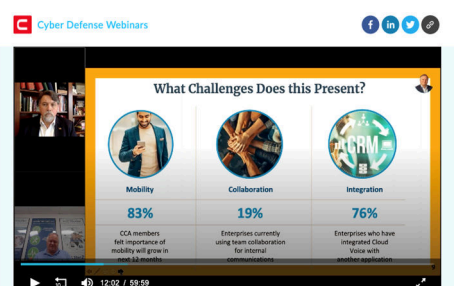 Cyber Defense Webinars
What Challenges Does this Present?
CRM
Mobility
Collaboration
Integration
83%
19%
76%
CCA members
felt importance of
mobility will grow in
next 12 months
Enterprises currently
using team collaboration
for internal
communications
Enterprises who have
integrated Cloud
Voice with
another application
12:02 / 59:59